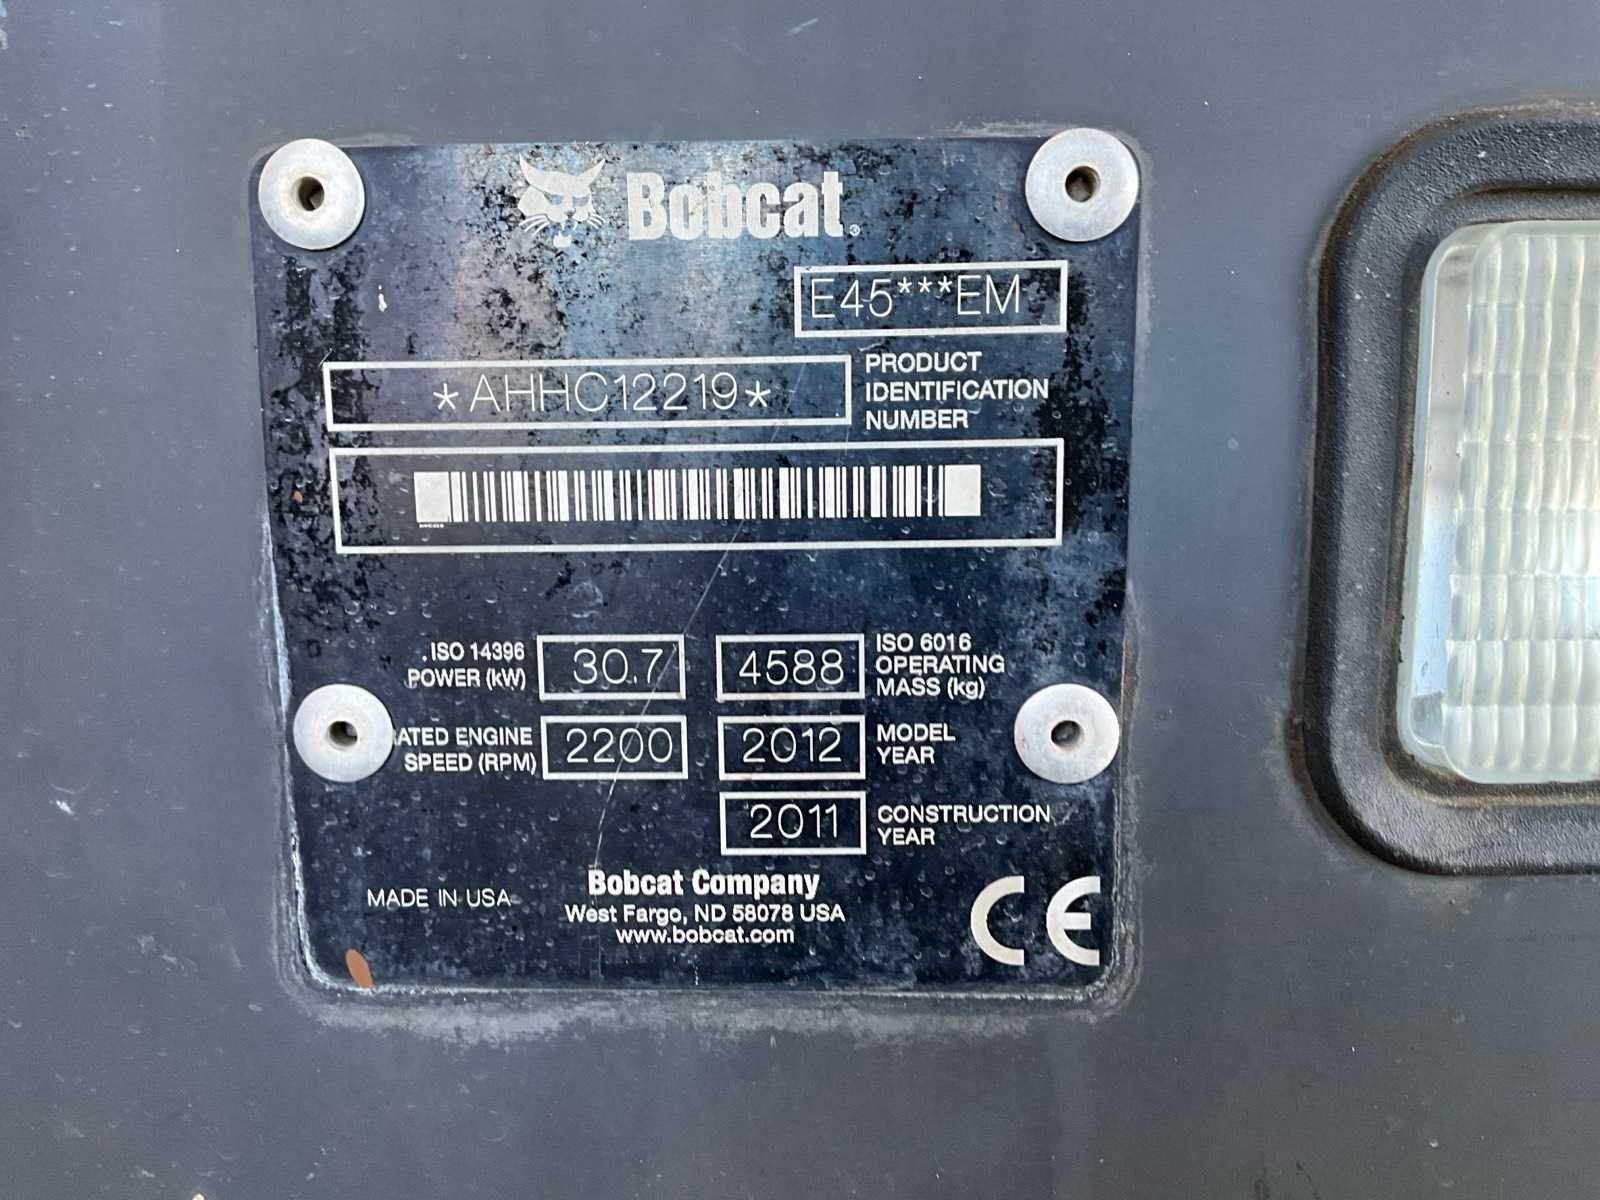 Bobcat®
E45***EM
*AHHC12219*
PRODUCT
IDENTIFICATION
NUMBER
ISO 14396
POWER (kW)
30.7
4588
ISO 6016
OPERATING
MASS (kg)
ATED ENGINE
SPEED (RPM)
2200
2012
MODEL
YEAR
2011
CONSTRUCTION
YEAR
MADE IN USA
Bobcat Company
West Fargo, ND 58078 USA
www.bobcat.com
CE